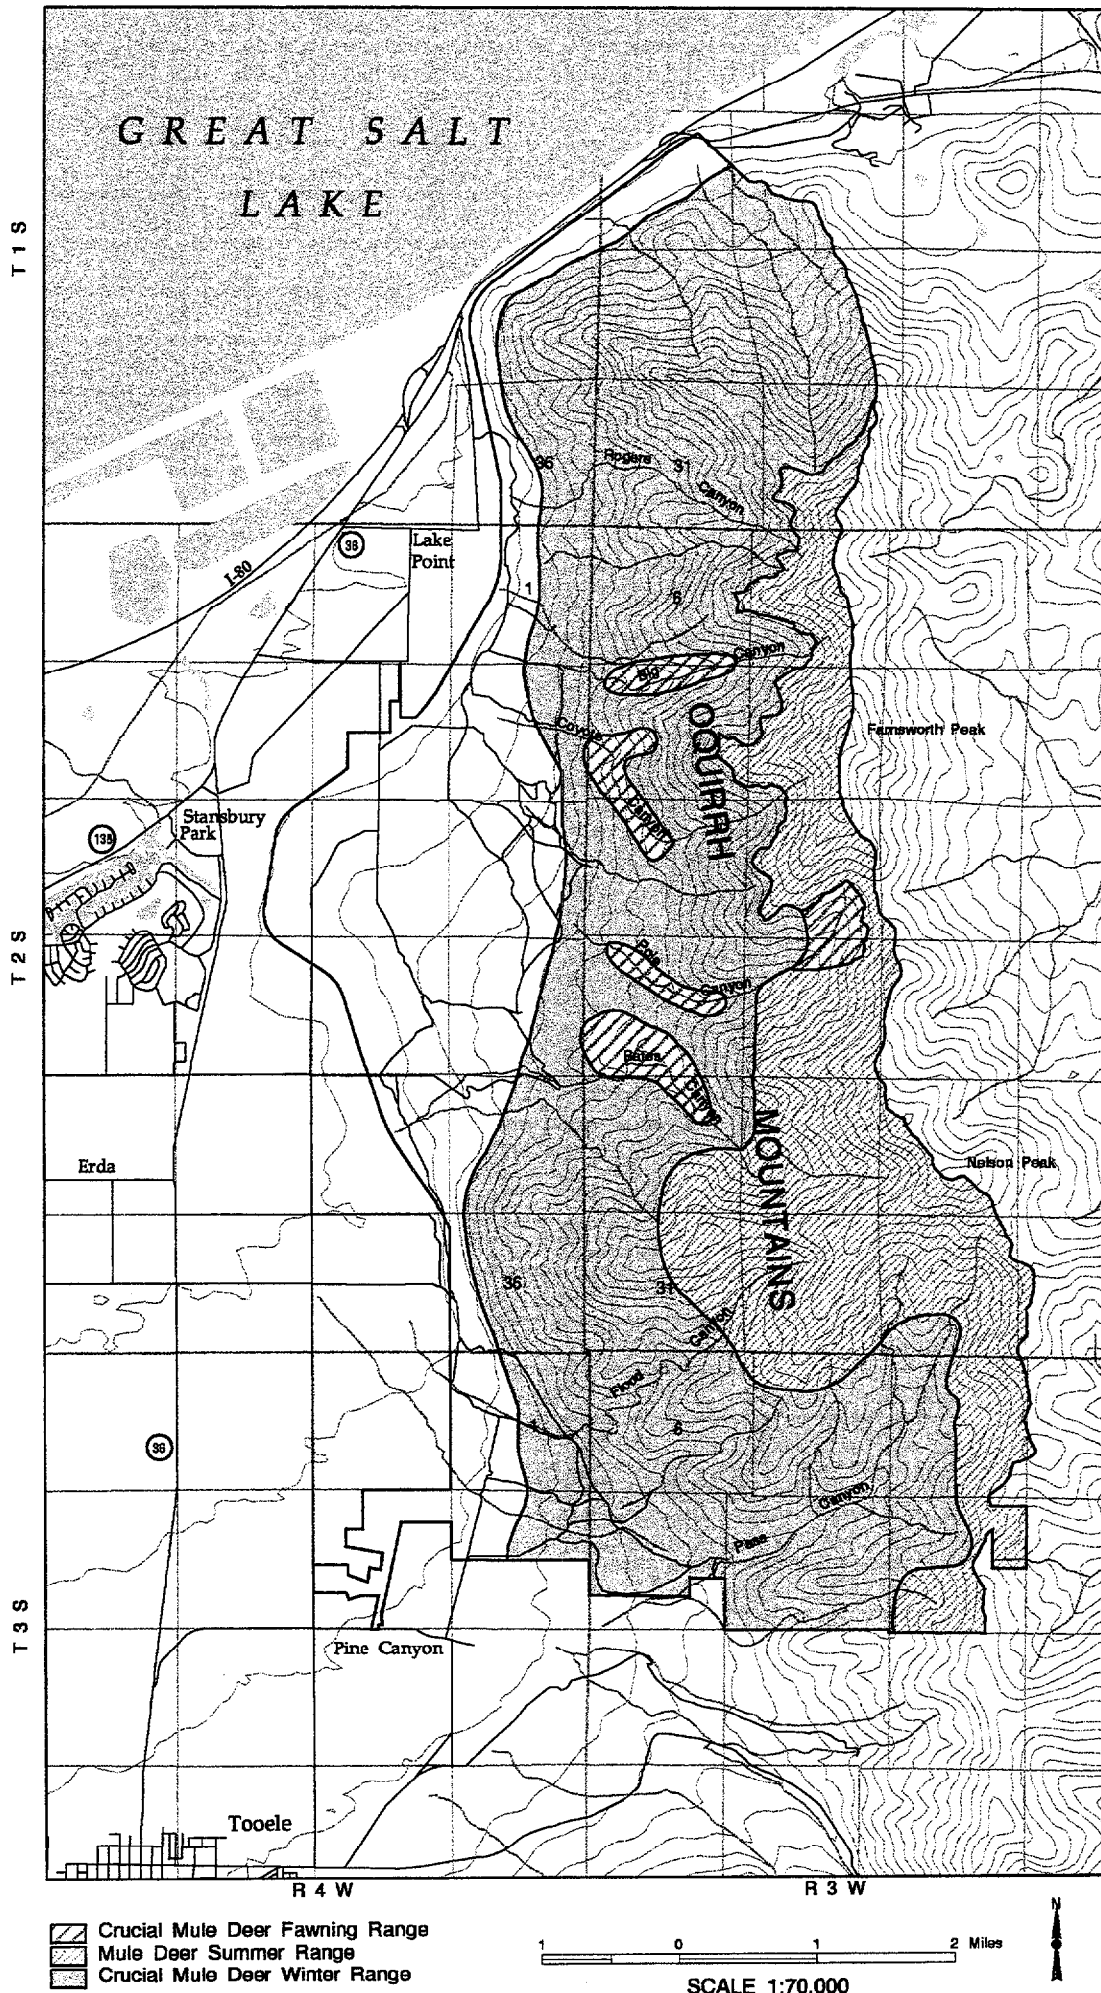 GREAT SALT
LAKE
T 1 S
36
Rogers
31
Canyon
36
Lake
Point
I-80
1
6
Canyon
Big
Coyote
Canyon
OQUIRRH
Farnsworth Peak
Stansbury
Park
138
T 2 S
Pole
Canyon
Bates
Canyon
MOUNTAINS
Erda
Nelson Peak
36
31
Canyon
Flood
1
6
36
Canyon
Pass
T 3 S
Pine Canyon
Tooele
R 4 W
R 3 W
N
Crucial Mule Deer Fawning Range
Mule Deer Summer Range
Crucial Mule Deer Winter Range
1 0 1 2 Miles
SCALE 1:70,000